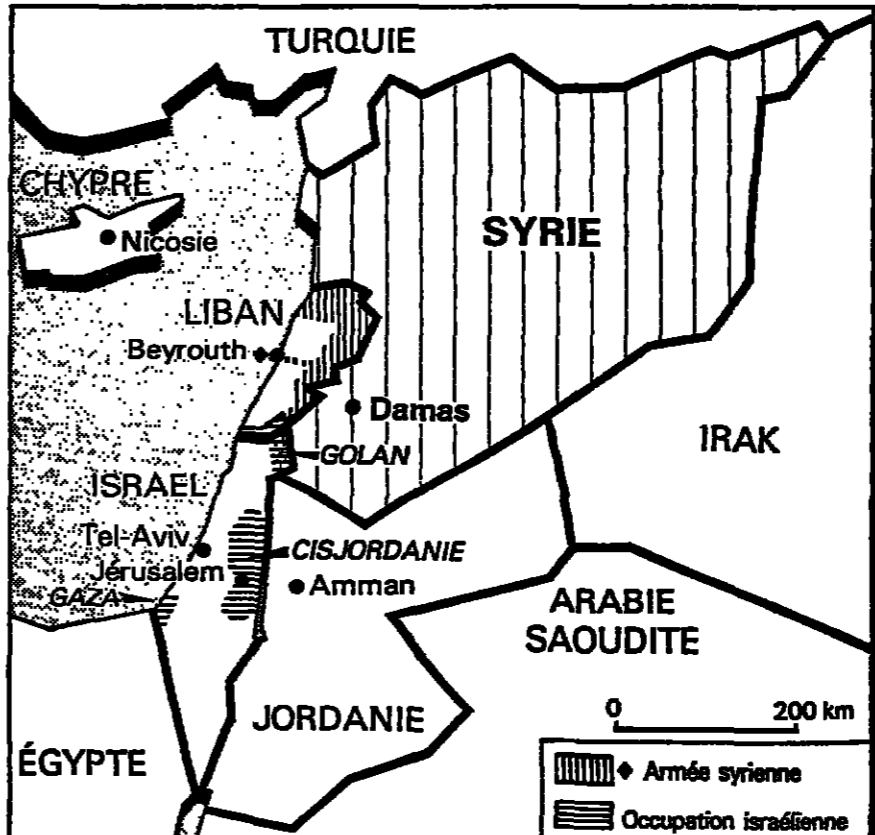 TURQUIE
CHYPRE
Nicosie
SYRIE
LIBAN
Beyrouth
Damas
GOLAN
IRAK
ISRAEL
Tel-Aviv
CISJORDANIE
Jérusalem
Amman
GAZA
ARABIE
SAOUDITE
JORDANIE
0 200 km
ÉGYPTE
Armée syrienne
Occupation israélienne